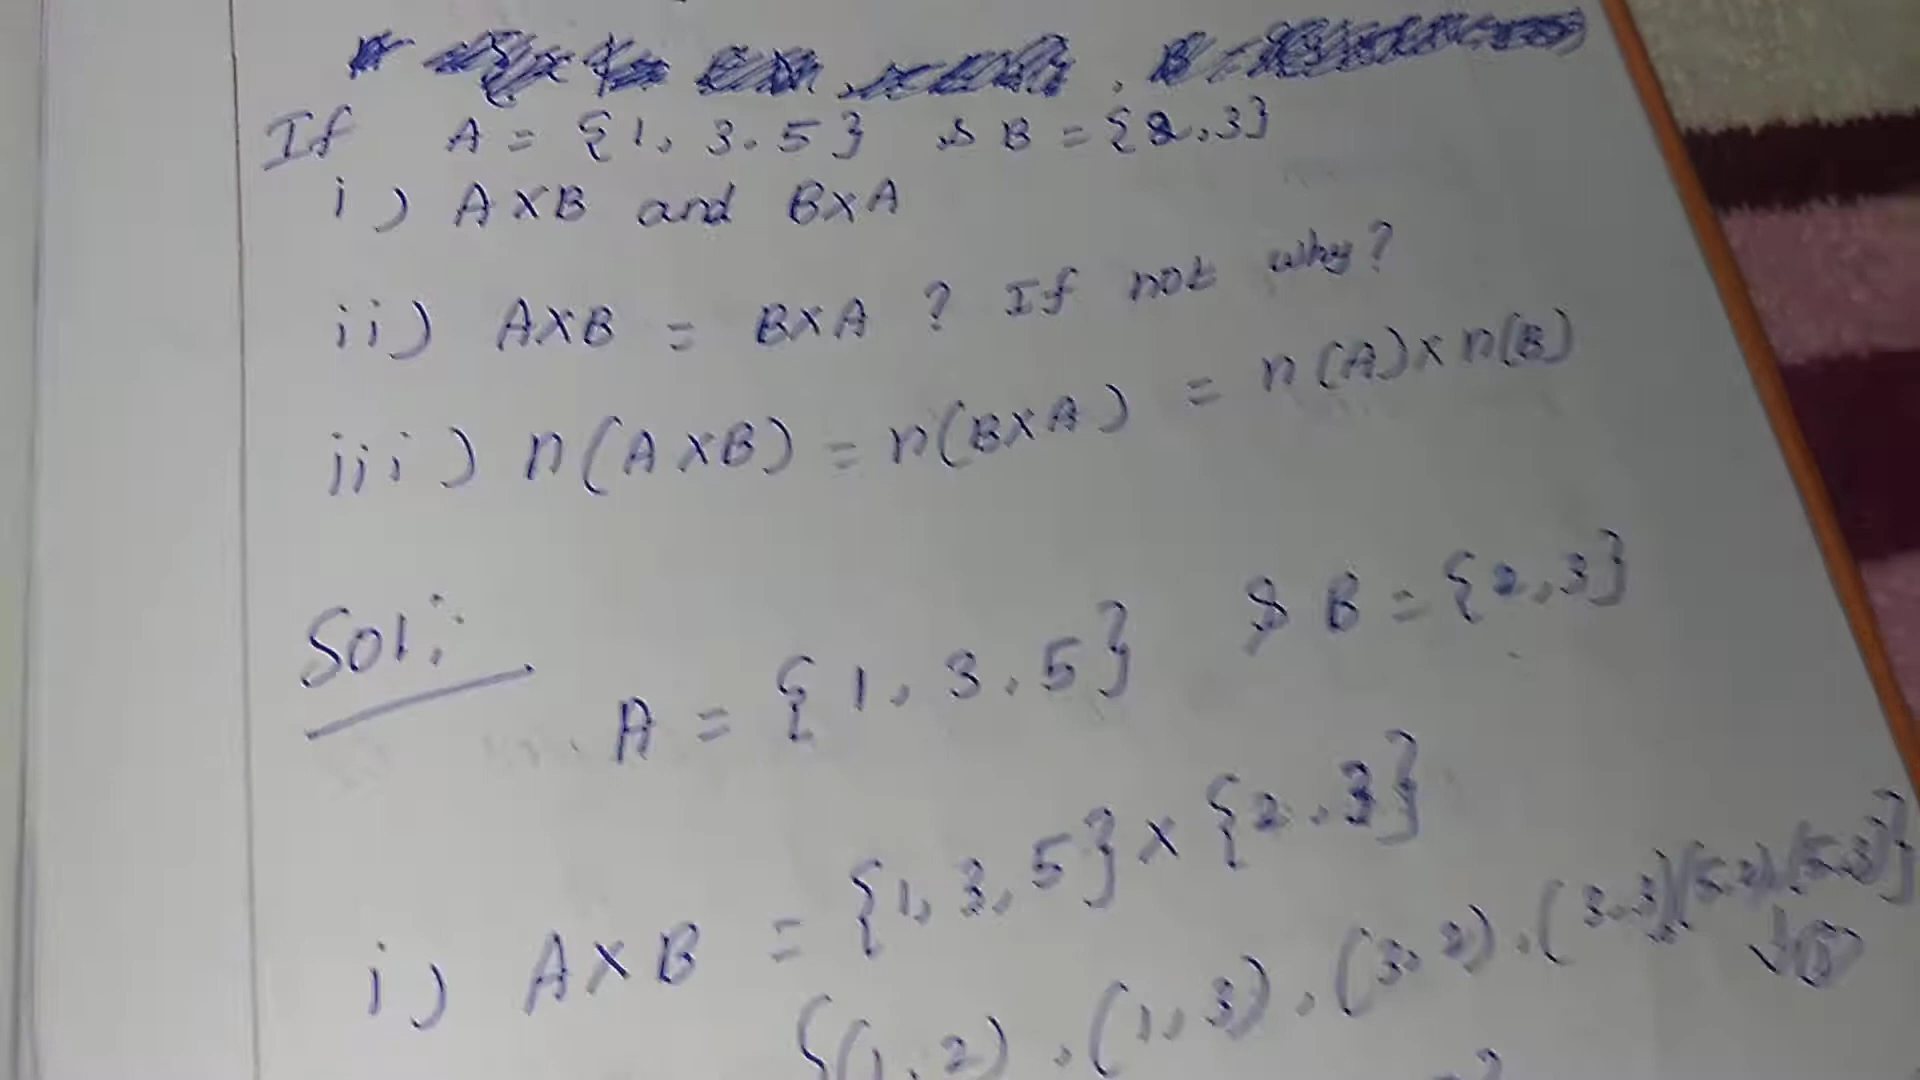 If A = {1, 3.5} & B = {2,3}
i) A×B and B×A
ii) A×B = B×A ? If not why?
iii) n(A×B) = n(B×A) = n(A)×n(B)
Sol:-
A = {1, 3.5} & B = {2,3}
i) A×B = {1, 3, 5} × {2.3}
{(1,2), (1,3), (3,2), (3,3)(5,2),(5,3)}